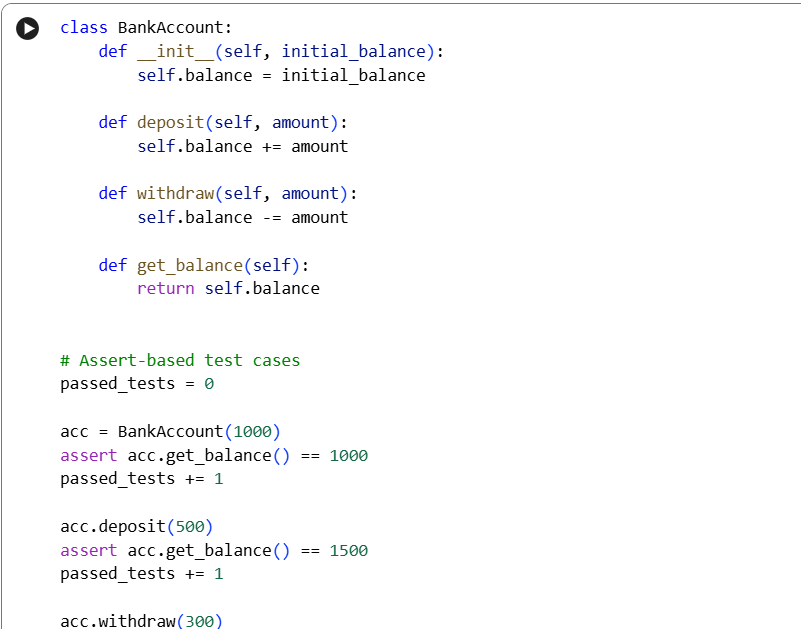 class BankAccount:
    def __init__(self, initial_balance):
        self.balance = initial_balance

    def deposit(self, amount):
        self.balance += amount

    def withdraw(self, amount):
        self.balance -= amount

    def get_balance(self):
        return self.balance


# Assert-based test cases
passed_tests = 0

acc = BankAccount(1000)
assert acc.get_balance() == 1000
passed_tests += 1

acc.deposit(500)
assert acc.get_balance() == 1500
passed_tests += 1

acc.withdraw(300)